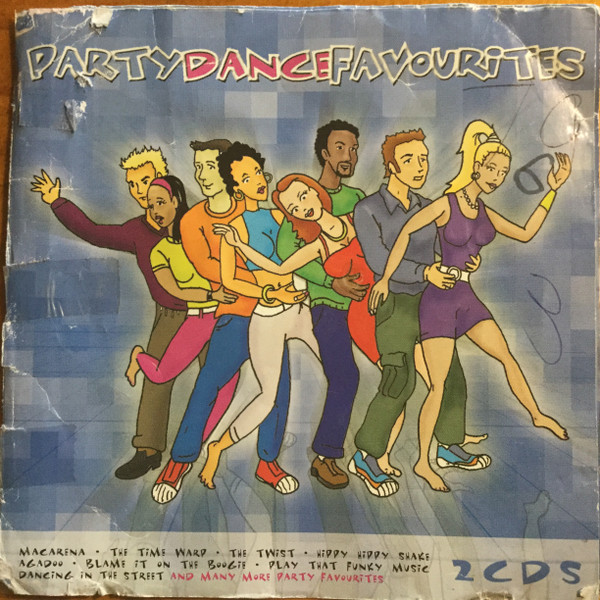 PARTYDANCEFAVOURITES
MACARENA • THE TIME WARP • THE TWIST • HIPPY HIPPY SHAKE
AGADOO • BLAME IT ON THE BOOGIE • PLAY THAT FUNKY MUSIC
DANCING IN THE STREET AND MANY MORE PARTY FAVOURITES
2CDS